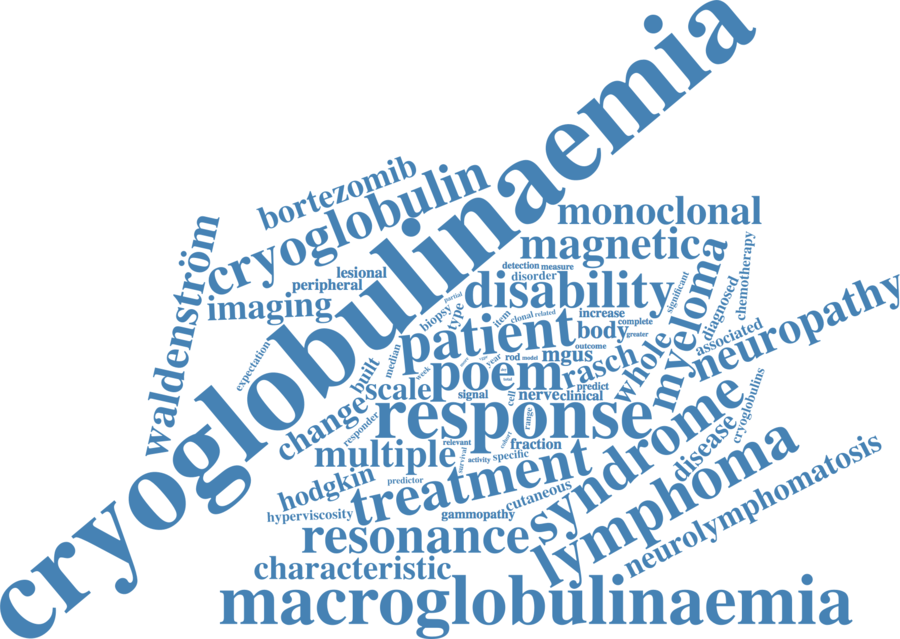 cryoglobulinaemia
bortezomib
cryoglobulin
waldenström
monoclonal
magnetic
lesional
peripheral
imaging
detection
measure
disorder
disability
myeloma
significant
chemotherapy
diagnosed
associated
neuropathy
partial
biopsy
type
item
clonal
related
increase
complete
body
greater
patient
outcome
expectation
median
built
week
year
rod
model
mgus
rasch
whole
poem
predict
scale
signal
cell
nerve
clinical
change
responder
response
range
cohort
multiple
relevant
fraction
survival
activity
specific
syndrome
disease
cryoglobulins
hodgkin
predictor
treatment
cutaneous
lymphoma
hyperviscosity
gammopathy
neurolymphomatosis
resonance
characteristic
macroglobulinaemia